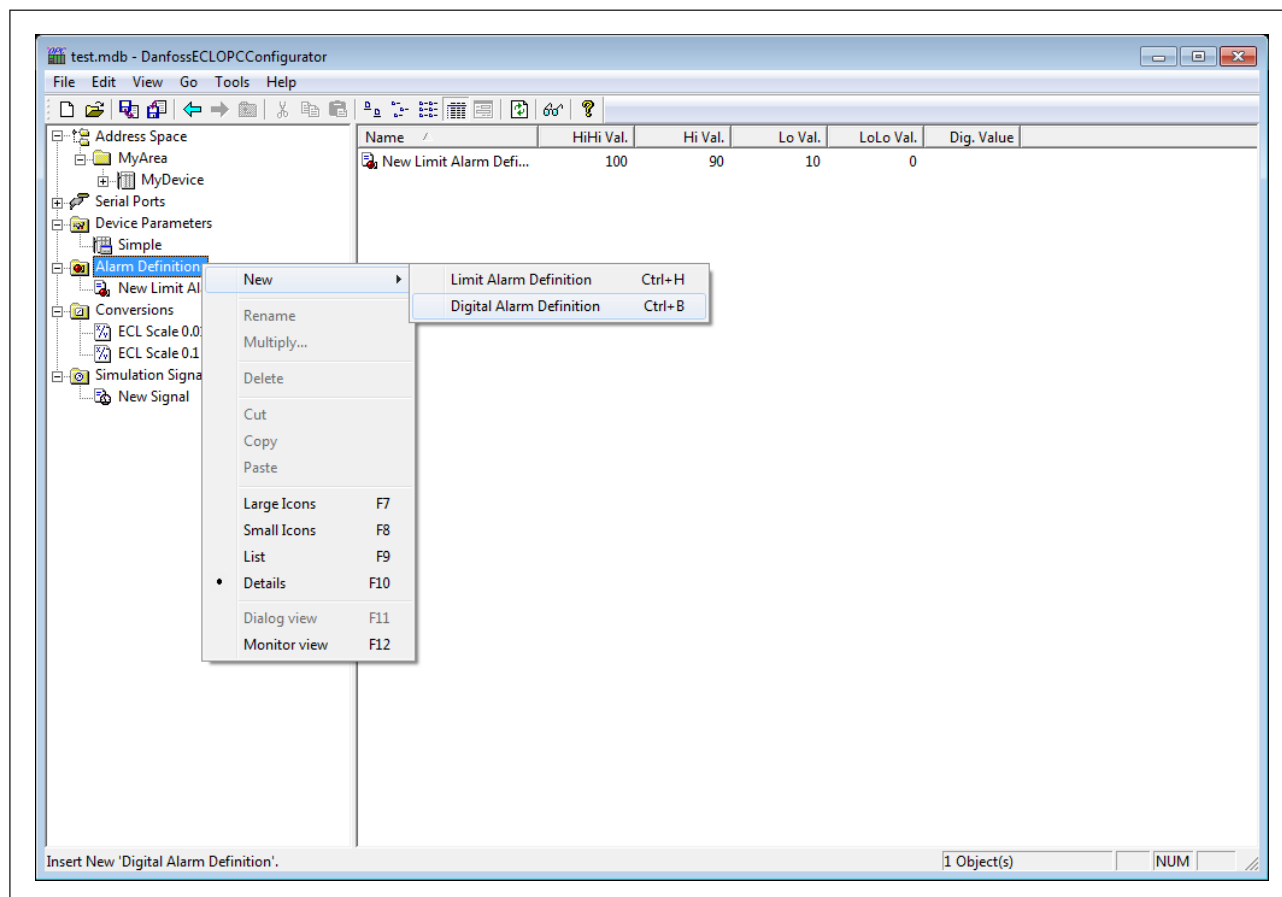 test.mdb - DanfossECLOPCConfigurator
File Edit View Go Tools Help
Address Space
MyArea
MyDevice
Serial Ports
Device Parameters
Simple
Alarm Definition
New Limit Al
Conversions
ECL Scale 0.0
ECL Scale 0.1
Simulation Signa
New Signal
Name HiHi Val. Hi Val. Lo Val. LoLo Val. Dig. Value
New Limit Alarm Defi... 100 90 10 0
New
Rename
Multiply...
Delete
Cut
Copy
Paste
Large Icons F7
Small Icons F8
List F9
Details F10
Dialog view F11
Monitor view F12
Limit Alarm Definition Ctrl+H
Digital Alarm Definition Ctrl+B
Insert New 'Digital Alarm Definition'. 1 Object(s) NUM